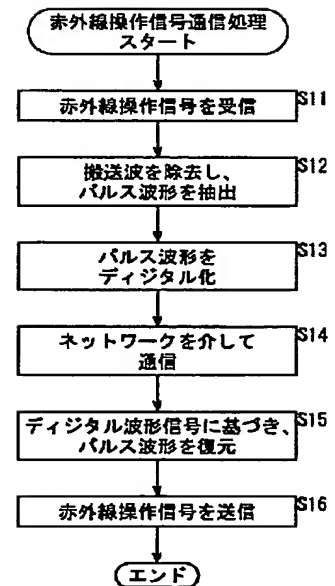 赤外線操作信号通信処理
スタート
赤外線操作信号を受信
S11
搬送波を除去し、
パルス波形を抽出
S12
パルス波形を
ディジタル化
S13
ネットワークを介して
通信
S14
ディジタル波形信号に基づき、
パルス波形を復元
S15
赤外線操作信号を送信
S16
エンド